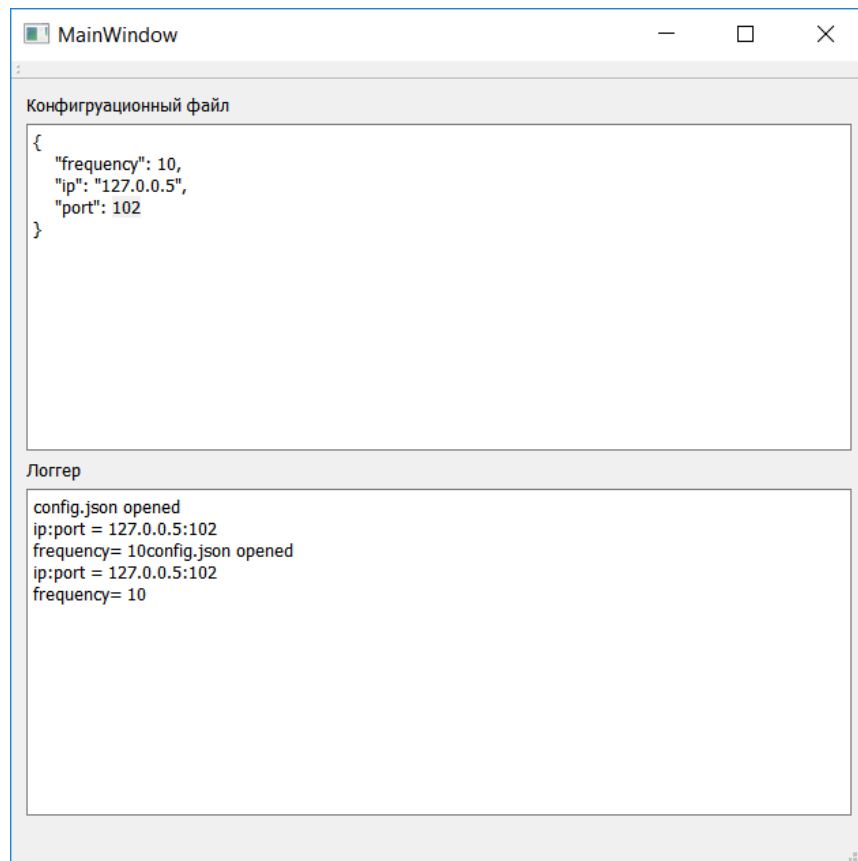 MainWindow
Конфигруационный файл
{
"frequency": 10,
"ip": "127.0.0.5",
"port": 102
}
Логгер
config.json opened
ip:port = 127.0.0.5:102
frequency= 10config.json opened
ip:port = 127.0.0.5:102
frequency= 10